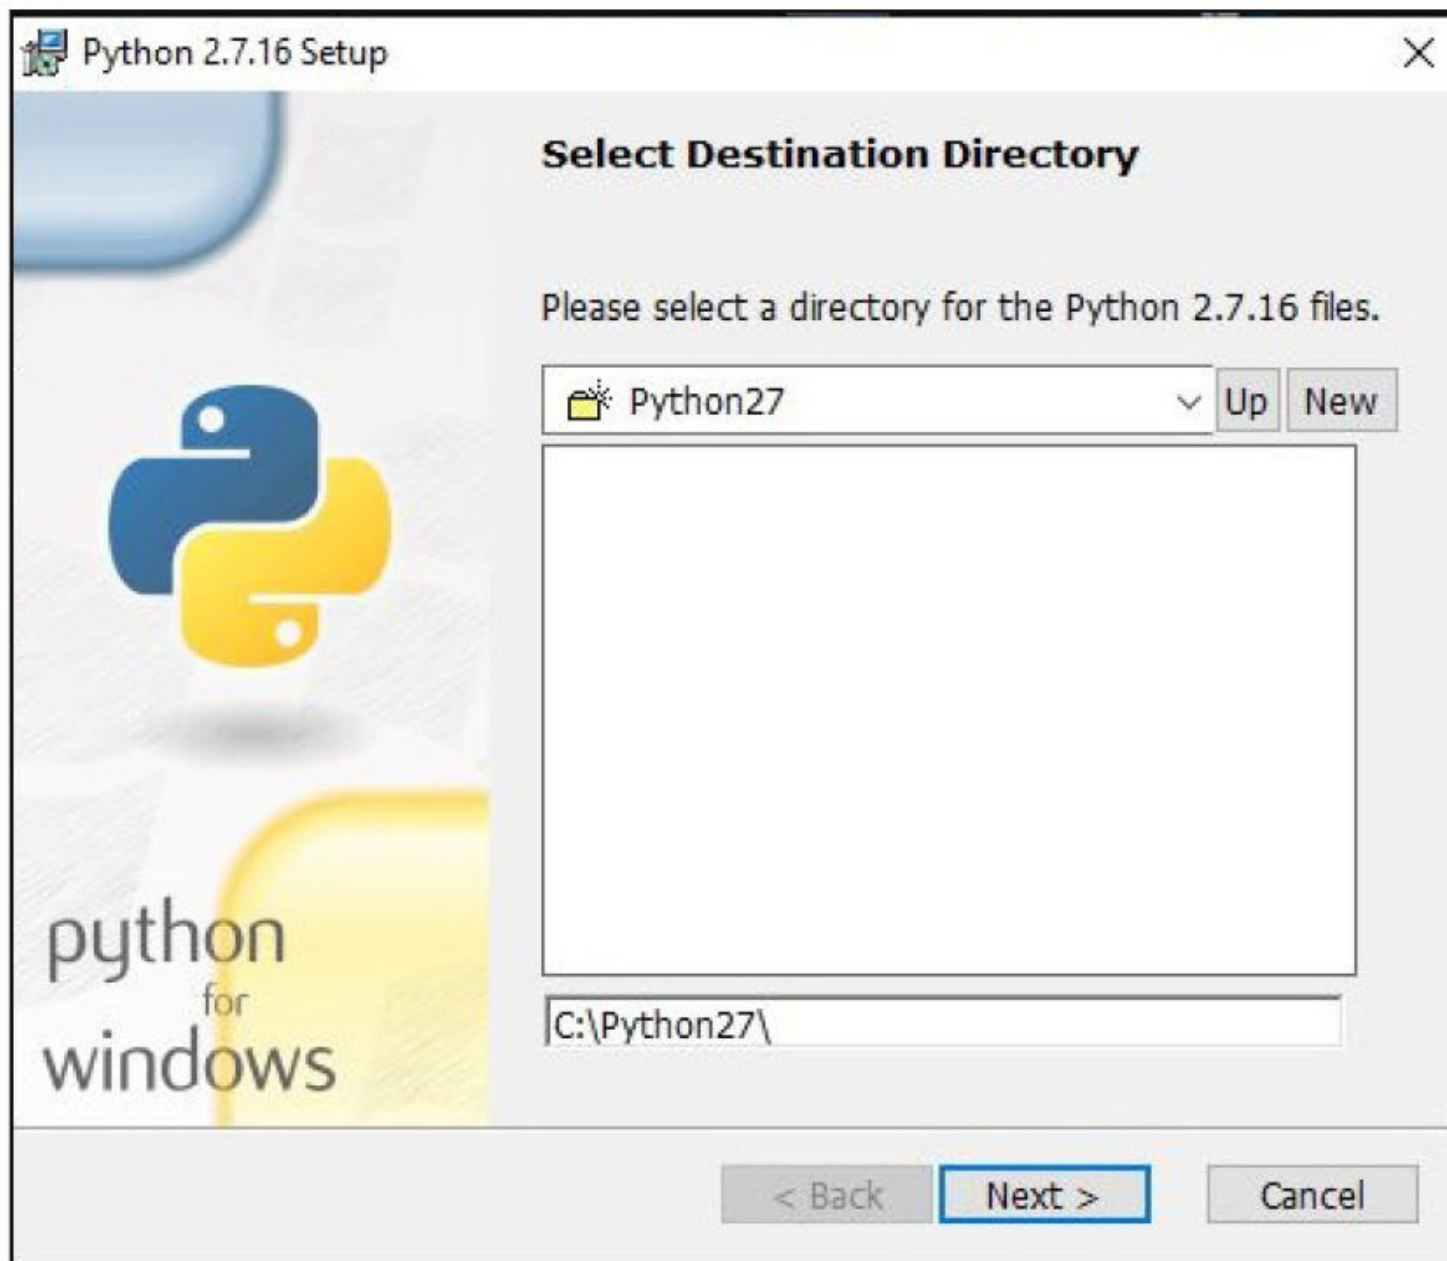 Python 2.7.16 Setup
Select Destination Directory
Please select a directory for the Python 2.7.16 files.
Python27
Up
New
C:\Python27\
python
for
windows
< Back
Next >
Cancel